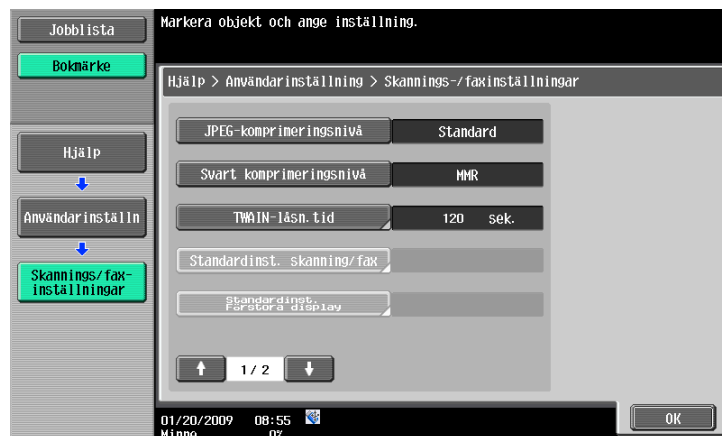 Jobblista
Markera objekt och ange inställning.
Bokmärke
Hjälp > Användarinställning > Skannings-/faxinställningar
JPEG-komprimeringsnivå Standard
Hjälp
Svart komprimeringsnivå MMR
Användarinställn
TWAIN-låsn.tid 120 sek.
Skannings/fax-
inställningar
Standardinst. skanning/fax
Standardinst.
Förstora display
1/ 2
OK
01/20/2009 08:55
Minne 0%